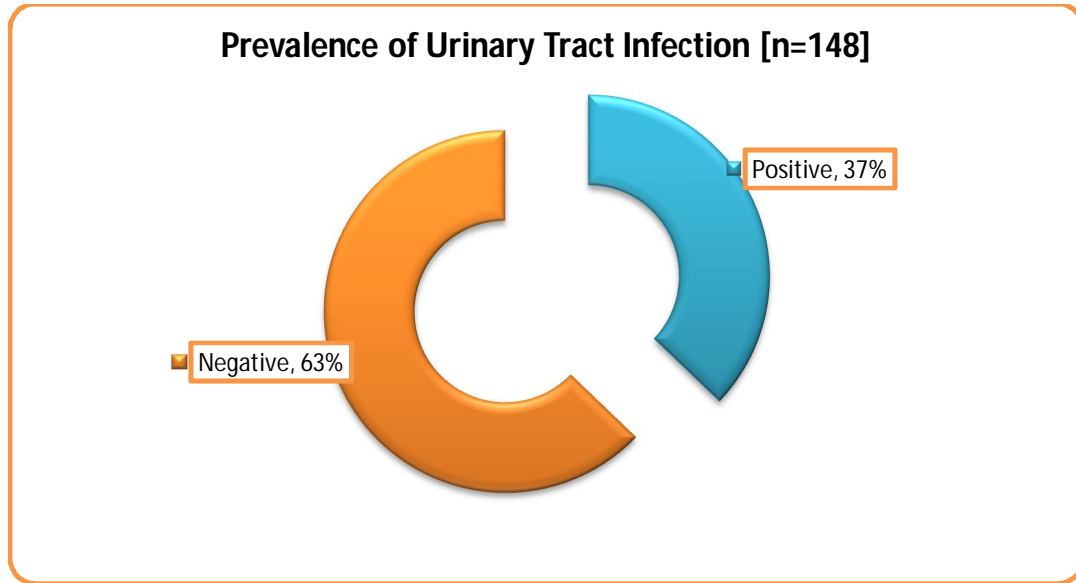 Prevalence of Urinary Tract Infection [n=148]
Positive, 37%
Negative, 63%